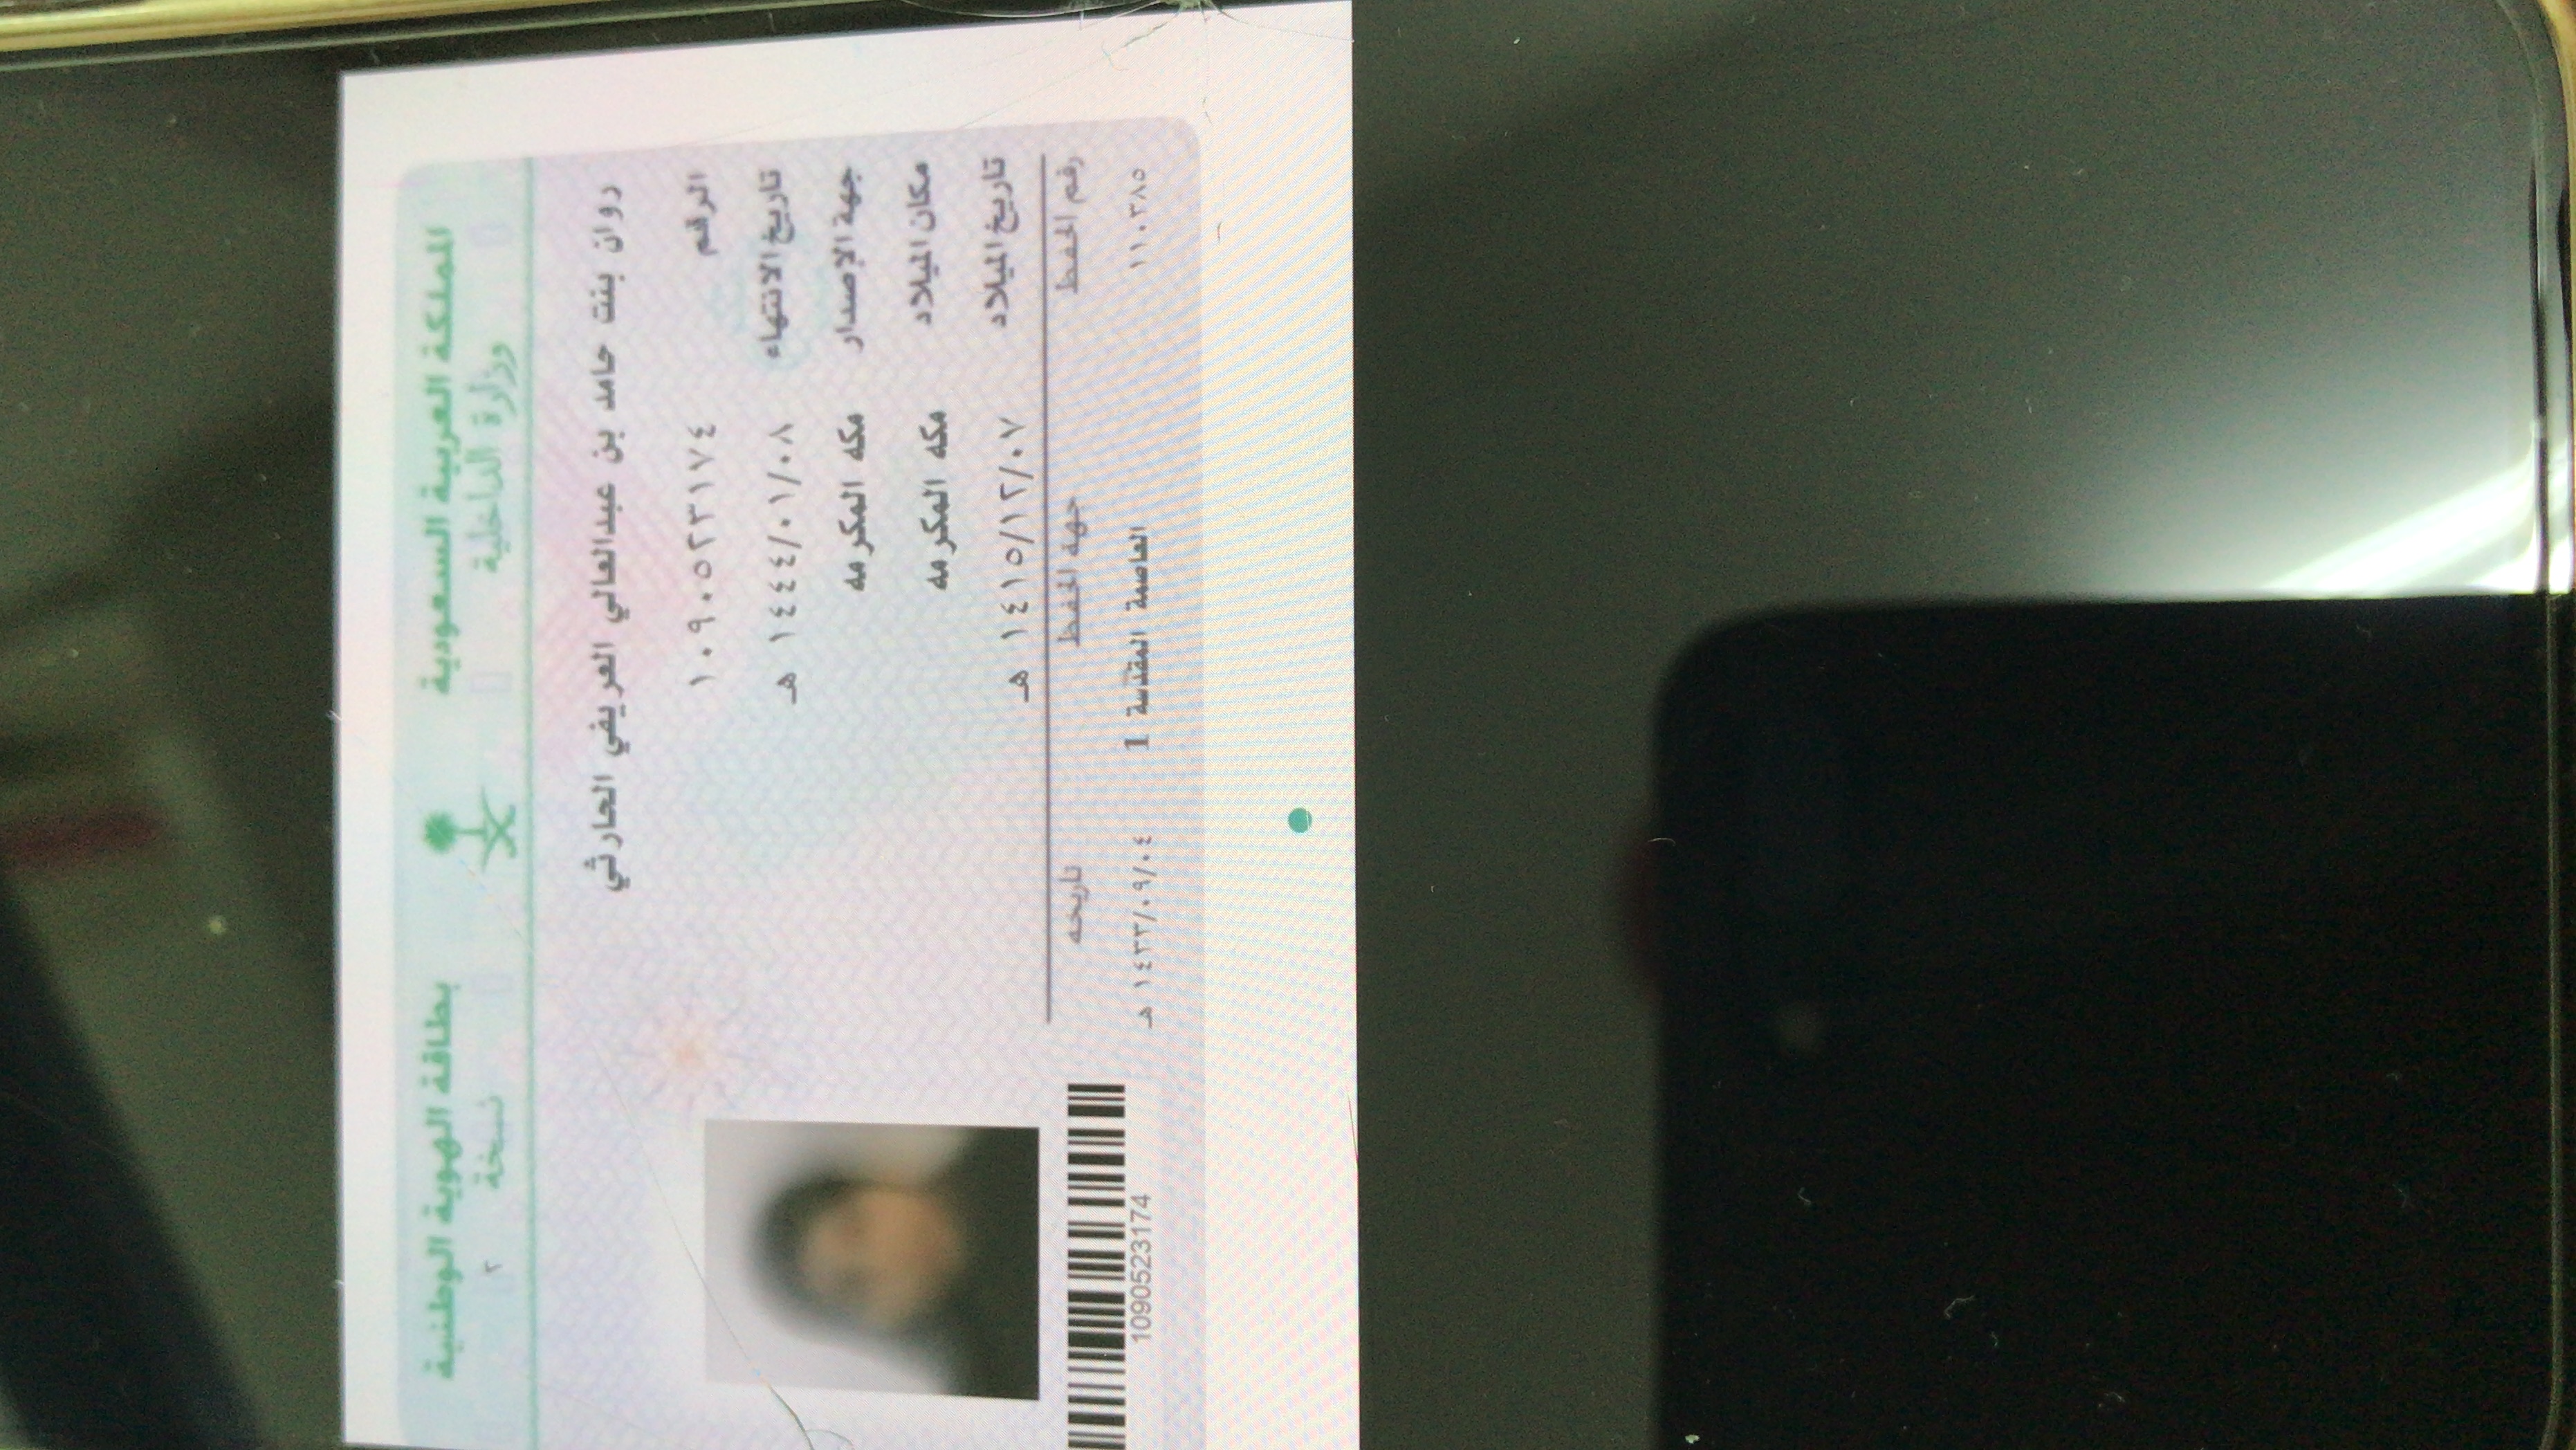 المملكة العربية السعودية
وزارة الداخلية
بطاقة الهوية الوطنية
نسخة ٢
روان بنت حامد بن عبدالعالي العريفي الحارثي
الرقم ١٠٩٠٥٢٣١٧٤
تاريخ الانتهاء ١٤٤٤/٠١/٠٨ هـ
جهة الإصدار مكه المكرمه
مكان الميلاد مكه المكرمه
تاريخ الميلاد ١٤١٥/١٢/٠٧ هـ
رقم الحفظ جهة الحفظ تاريخه
١١٠٣٨٥ العاصمة المقدسة 1 ١٤٣٣/٠٩/٠٤ هـ
1090523174